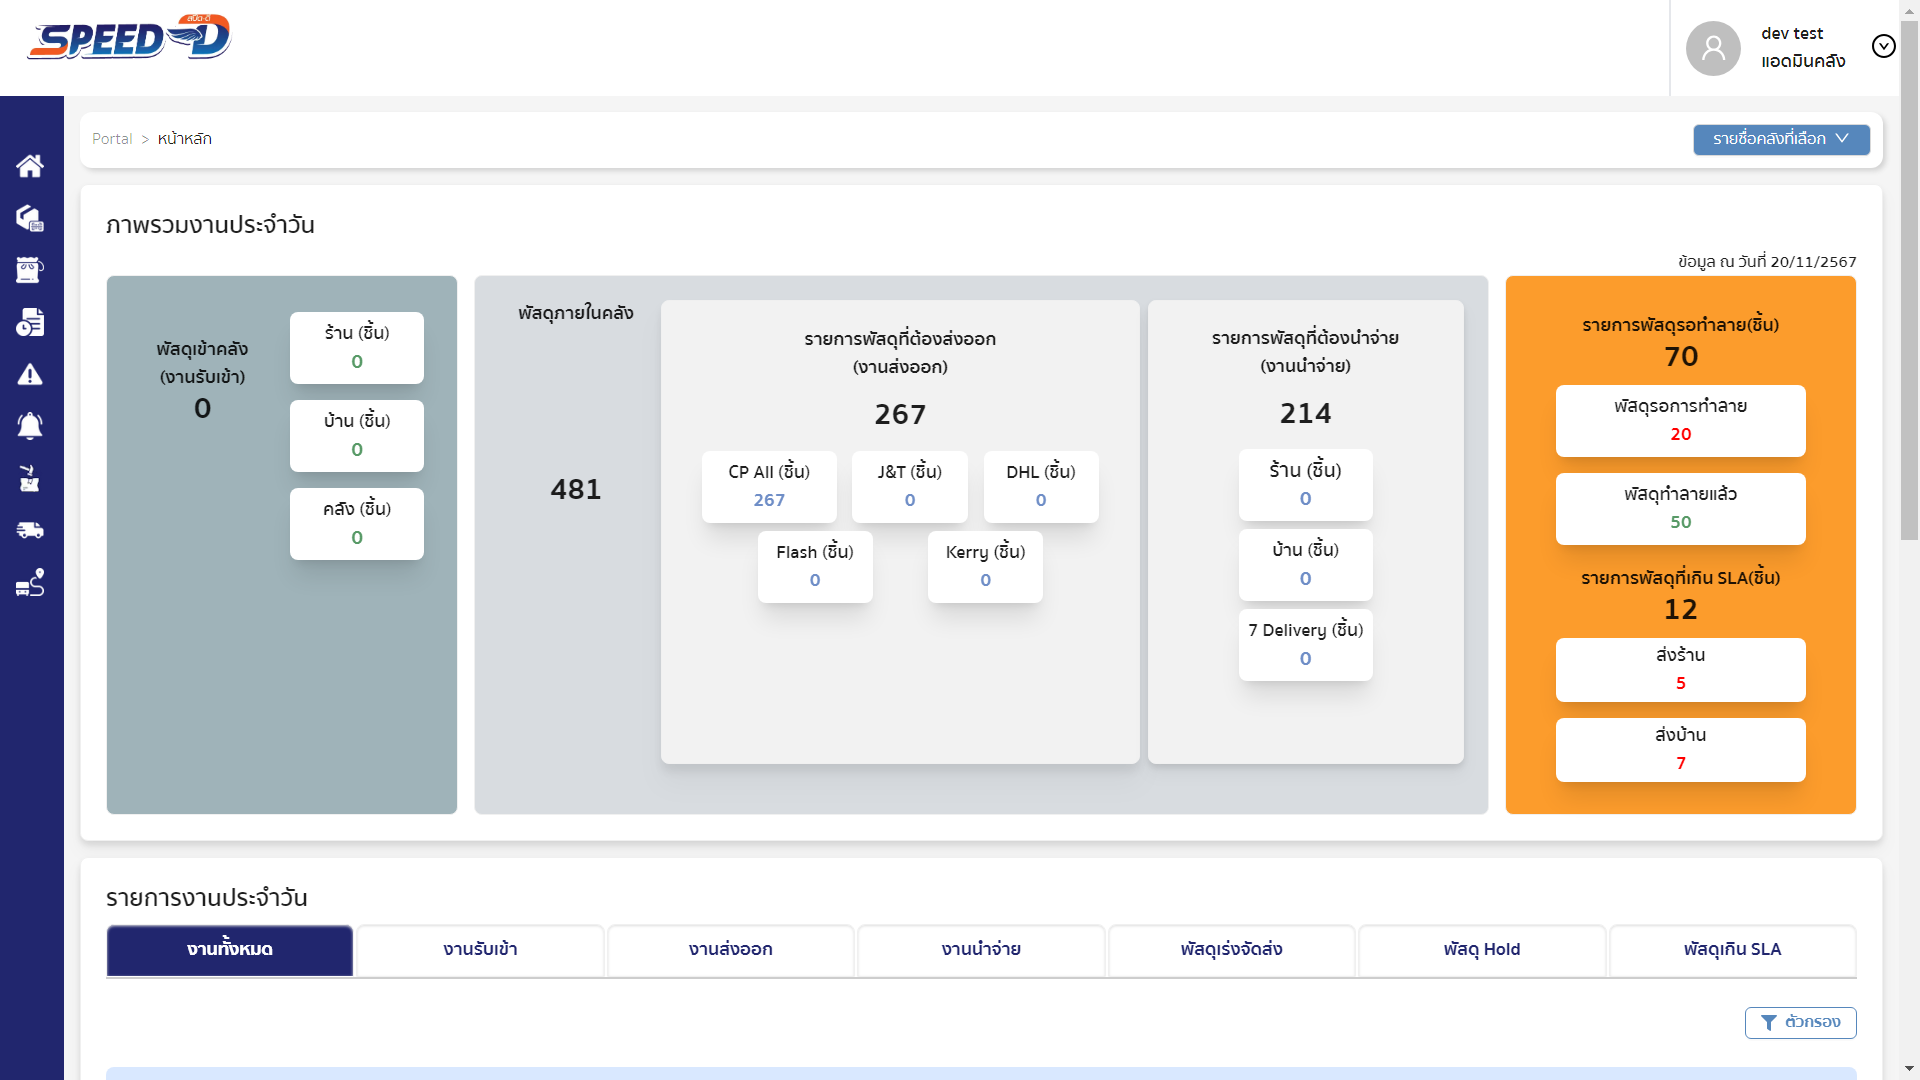 สปีด-ดี
SPEED-D
dev test
แอดมินคลัง
Portal > หน้าหลัก
รายชื่อคลังที่เลือก
ภาพรวมงานประจำวัน
ข้อมูล ณ วันที่ 20/11/2567
พัสดุเข้าคลัง
(งานรับเข้า)
0
ร้าน (ชิ้น)
0
บ้าน (ชิ้น)
0
คลัง (ชิ้น)
0
พัสดุภายในคลัง
481
รายการพัสดุที่ต้องส่งออก
(งานส่งออก)
267
CP All (ชิ้น)
267
J&T (ชิ้น)
0
DHL (ชิ้น)
0
Flash (ชิ้น)
0
Kerry (ชิ้น)
0
รายการพัสดุที่ต้องนำจ่าย
(งานนำจ่าย)
214
ร้าน (ชิ้น)
0
บ้าน (ชิ้น)
0
7 Delivery (ชิ้น)
0
รายการพัสดุรอทำลาย(ชิ้น)
70
พัสดุรอการทำลาย
20
พัสดุทำลายแล้ว
50
รายการพัสดุที่เกิน SLA(ชิ้น)
12
ส่งร้าน
5
ส่งบ้าน
7
รายการงานประจำวัน
งานทั้งหมด
งานรับเข้า
งานส่งออก
งานนำจ่าย
พัสดุเร่งจัดส่ง
พัสดุ Hold
พัสดุเกิน SLA
ตัวกรอง